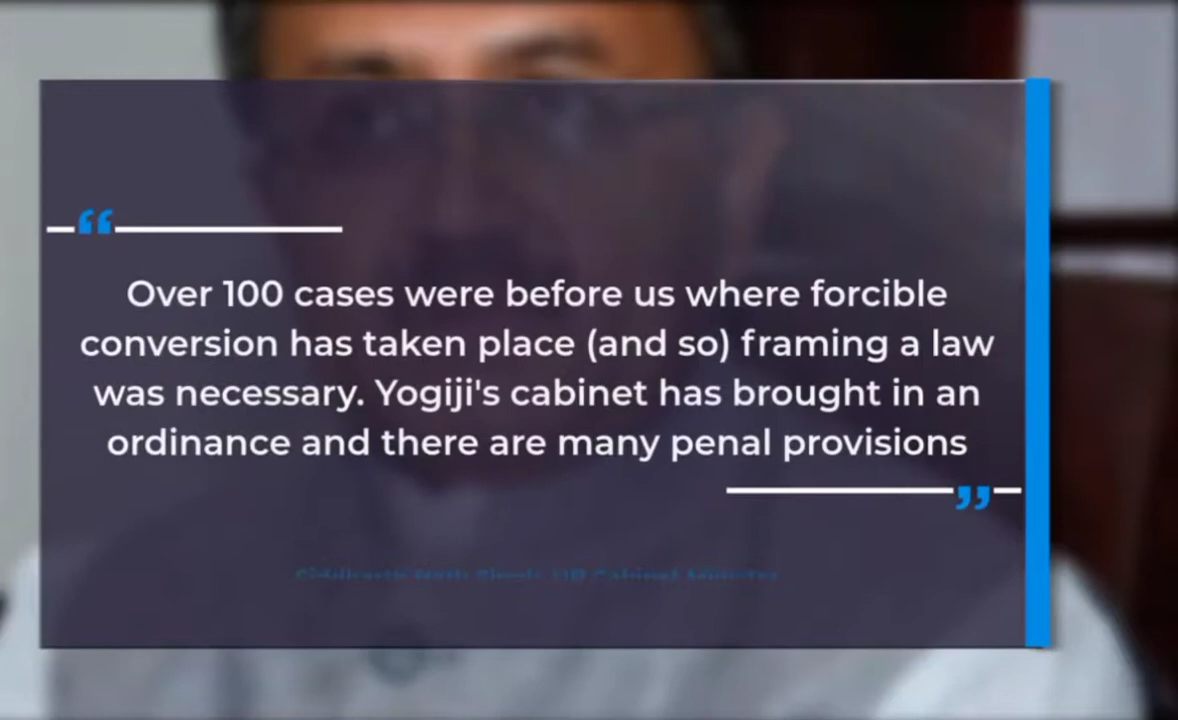 “
Over 100 cases were before us where forcible
conversion has taken place (and so) framing a law
was necessary. Yogiji's cabinet has brought in an
ordinance and there are many penal provisions
”